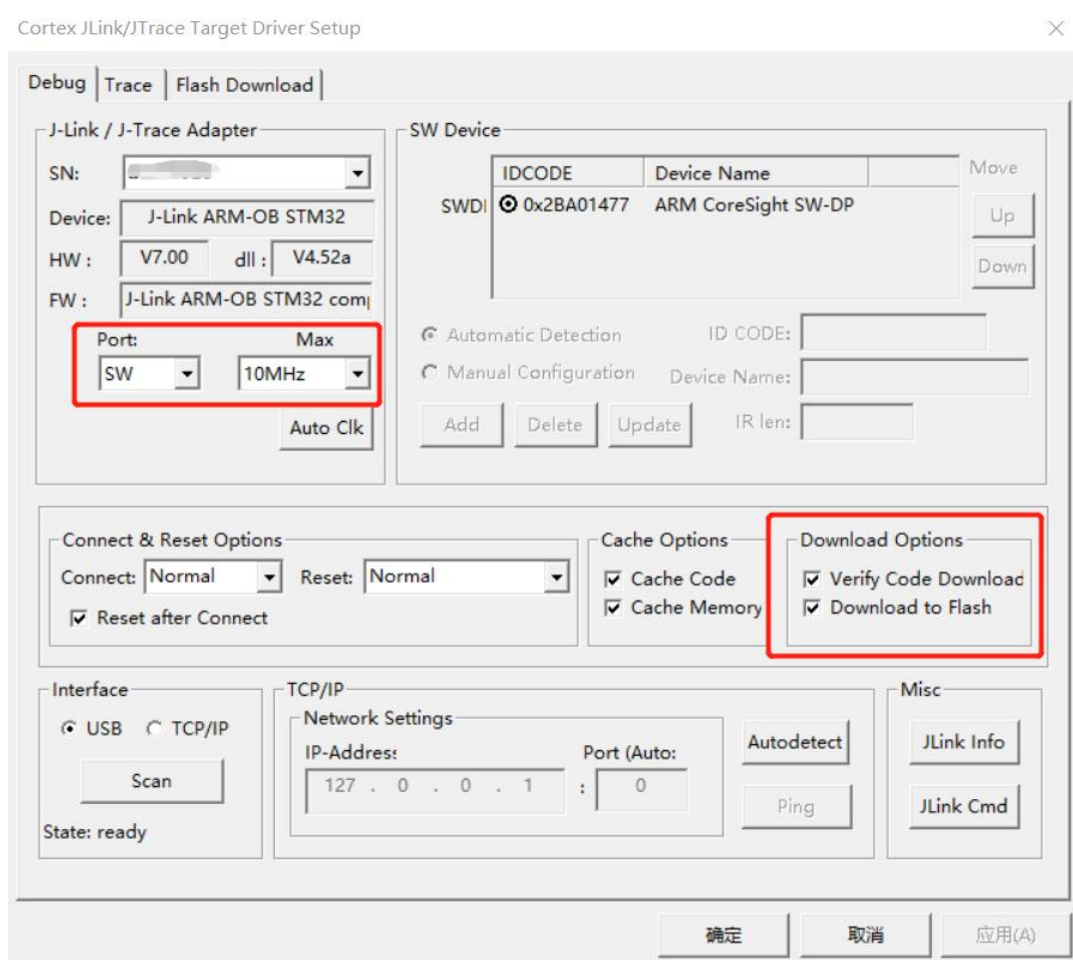 Cortex JLink/JTrace Target Driver Setup
Debug Trace Flash Download
J-Link / J-Trace Adapter
SN:
Device: J-Link ARM-OB STM32
HW : V7.00 dll : V4.52a
FW : J-Link ARM-OB STM32 comp
Port: Max
SW 10MHz
Auto Clk
SW Device
IDCODE Device Name Move
SWDI 0x2BA01477 ARM CoreSight SW-DP
Up
Down
Automatic Detection ID CODE:
Manual Configuration Device Name:
Add Delete Update IR len:
Connect & Reset Options
Connect: Normal Reset: Normal
Reset after Connect
Cache Options
Cache Code
Cache Memory
Download Options
Verify Code Download
Download to Flash
Interface
USB TCP/IP
Scan
State: ready
TCP/IP
Network Settings
IP-Address Port (Auto:
127 . 0 . 0 . 1 : 0
Autodetect
Ping
Misc
JLink Info
JLink Cmd
确定 取消 应用(A)